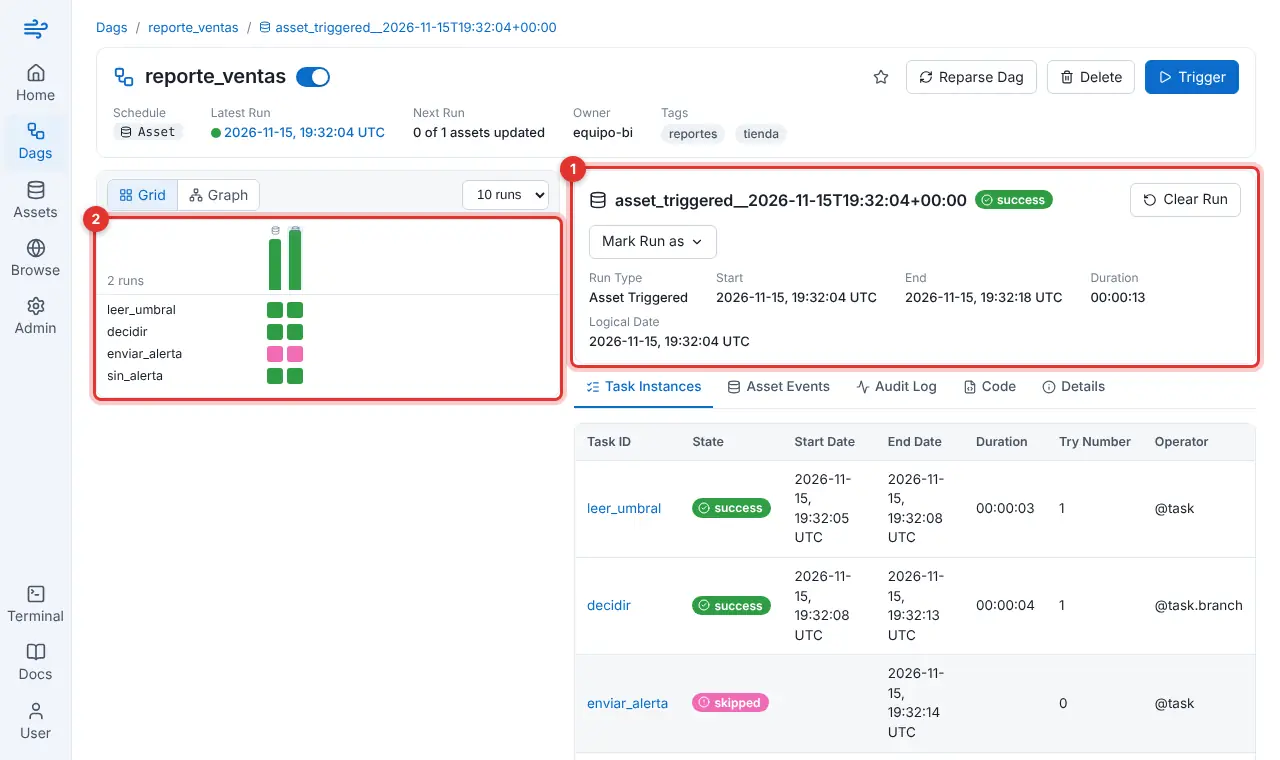 Dags / reporte_ventas / asset_triggered__2026-11-15T19:32:04+00:00
Home
Dags
Assets
Browse
Admin
Terminal
Docs
User
reporte_ventas
Reparse Dag
Delete
Trigger
Schedule
Asset
Latest Run
2026-11-15, 19:32:04 UTC
Next Run
0 of 1 assets updated
Owner
equipo-bi
Tags
reportes
tienda
Grid
Graph
10 runs
2
2 runs
leer_umbral
decidir
enviar_alerta
sin_alerta
1
asset_triggered__2026-11-15T19:32:04+00:00
success
Clear Run
Mark Run as
Run Type
Asset Triggered
Start
2026-11-15, 19:32:04 UTC
End
2026-11-15, 19:32:18 UTC
Duration
00:00:13
Logical Date
2026-11-15, 19:32:04 UTC
Task Instances
Asset Events
Audit Log
Code
Details
Task ID State Start Date End Date Duration Try Number Operator
leer_umbral
success
2026-11-
15,
19:32:05
UTC
2026-11-
15,
19:32:08
UTC
00:00:03
1
@task
decidir
success
2026-11-
15,
19:32:08
UTC
2026-11-
15,
19:32:13
UTC
00:00:04
1
@task.branch
enviar_alerta
skipped
2026-11-
15,
19:32:14
UTC
0
@task